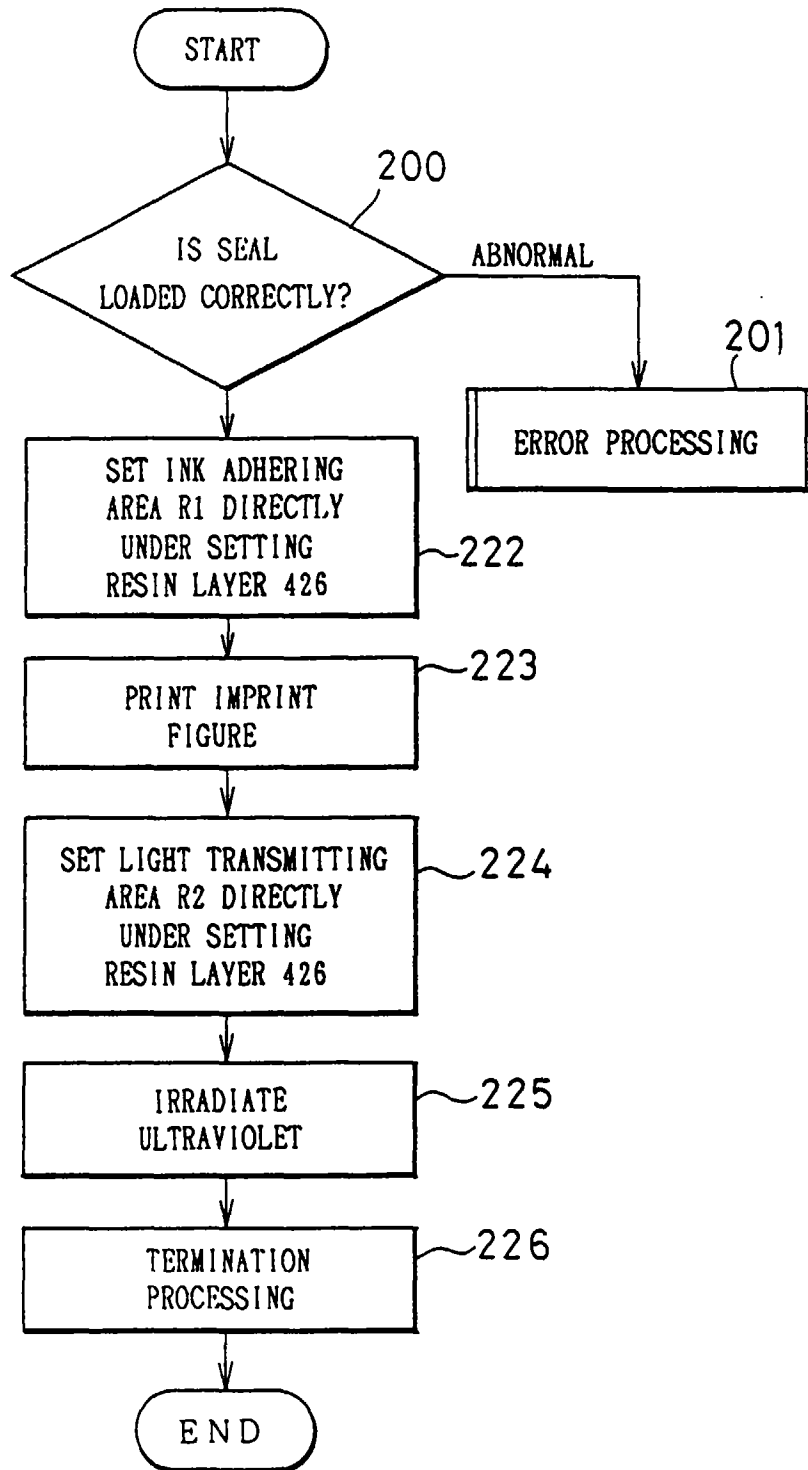 START
200
IS SEAL
LOADED CORRECTLY?
ABNORMAL
201
ERROR PROCESSING
SET INK ADHERING
AREA R1 DIRECTLY
UNDER SETTING
RESIN LAYER 426
222
PRINT IMPRINT
FIGURE
223
SET LIGHT TRANSMITTING
AREA R2 DIRECTLY
UNDER SETTING
RESIN LAYER 426
224
IRRADIATE
ULTRAVIOLET
225
TERMINATION
PROCESSING
226
END